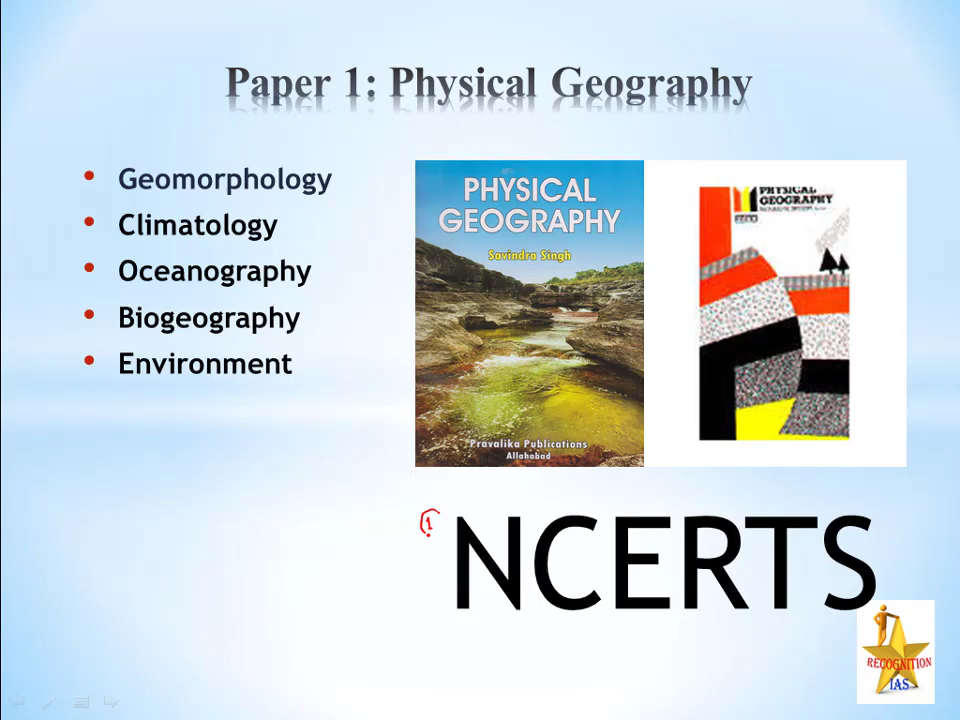 Paper 1: Physical Geography
Geomorphology
Climatology
Oceanography
Biogeography
Environment
PHYSICAL
GEOGRAPHY
Savindra Singh
Pravalika Publications
Allahabad
PHYSICAL
GEOGRAPHY
1
NCERTS
RECOGNITION
IAS